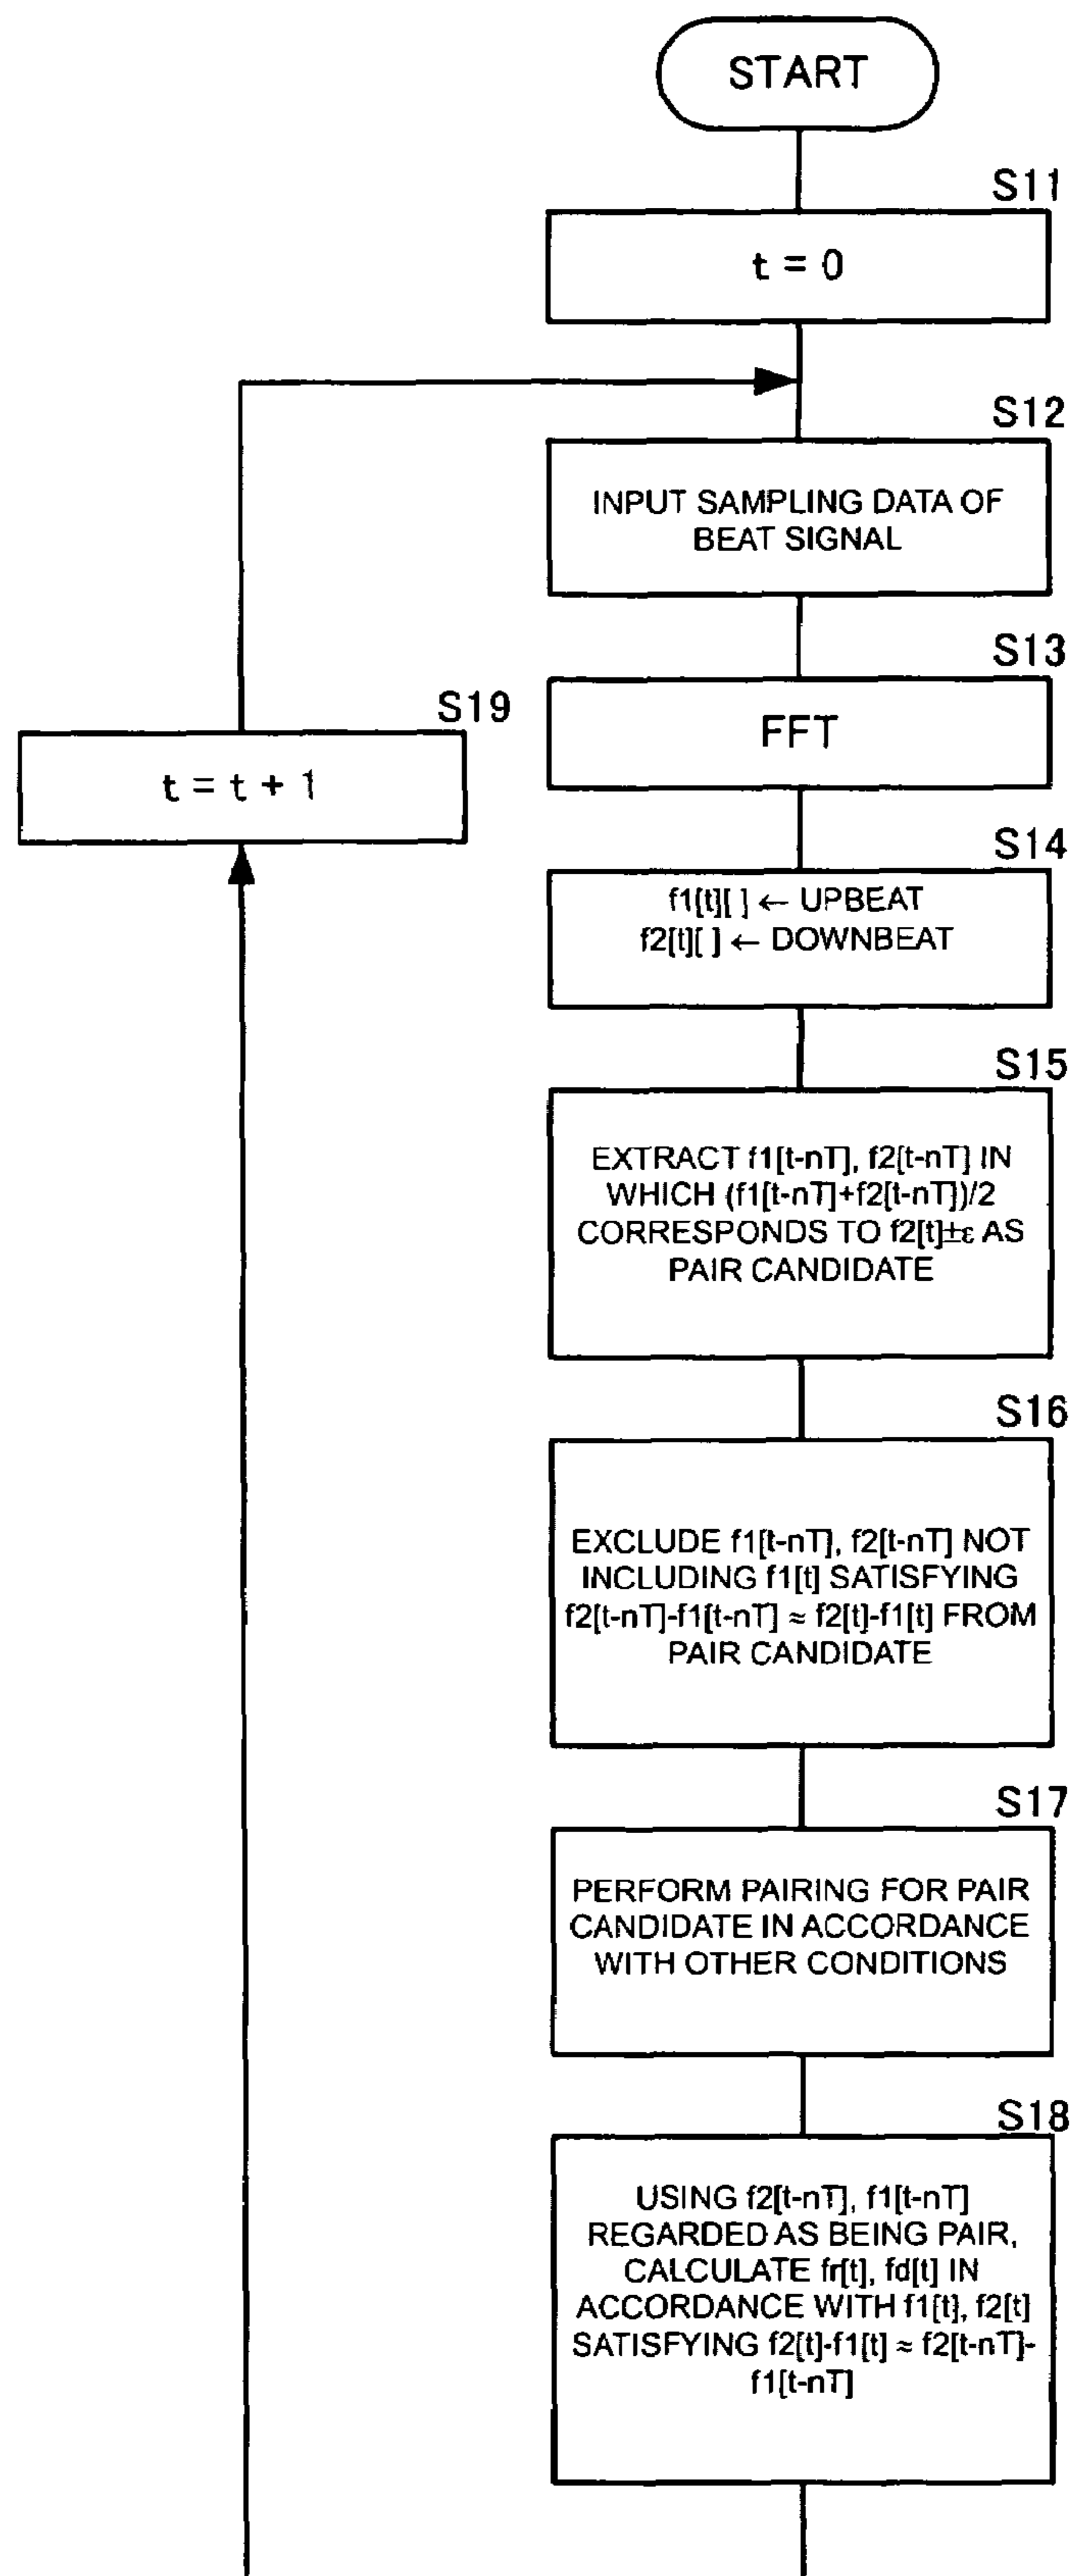 START
S11
t = 0
S12
INPUT SAMPLING DATA OF
BEAT SIGNAL
S13
FFT
S19
t = t + 1
S14
f1[t][ ] ← UPBEAT
f2[t][ ] ← DOWNBEAT
S15
EXTRACT f1[t-nT], f2[t-nT] IN
WHICH (f1[t-nT]+f2[t-nT])/2
CORRESPONDS TO f2[t]±ε AS
PAIR CANDIDATE
S16
EXCLUDE f1[t-nT], f2[t-nT] NOT
INCLUDING f1[t] SATISFYING
f2[t-nT]-f1[t-nT] ≈ f2[t]-f1[t] FROM
PAIR CANDIDATE
S17
PERFORM PAIRING FOR PAIR
CANDIDATE IN ACCORDANCE
WITH OTHER CONDITIONS
S18
USING f2[t-nT], f1[t-nT]
REGARDED AS BEING PAIR,
CALCULATE fr[t], fd[t] IN
ACCORDANCE WITH f1[t], f2[t]
SATISFYING f2[t]-f1[t] ≈ f2[t-nT]-
f1[t-nT]